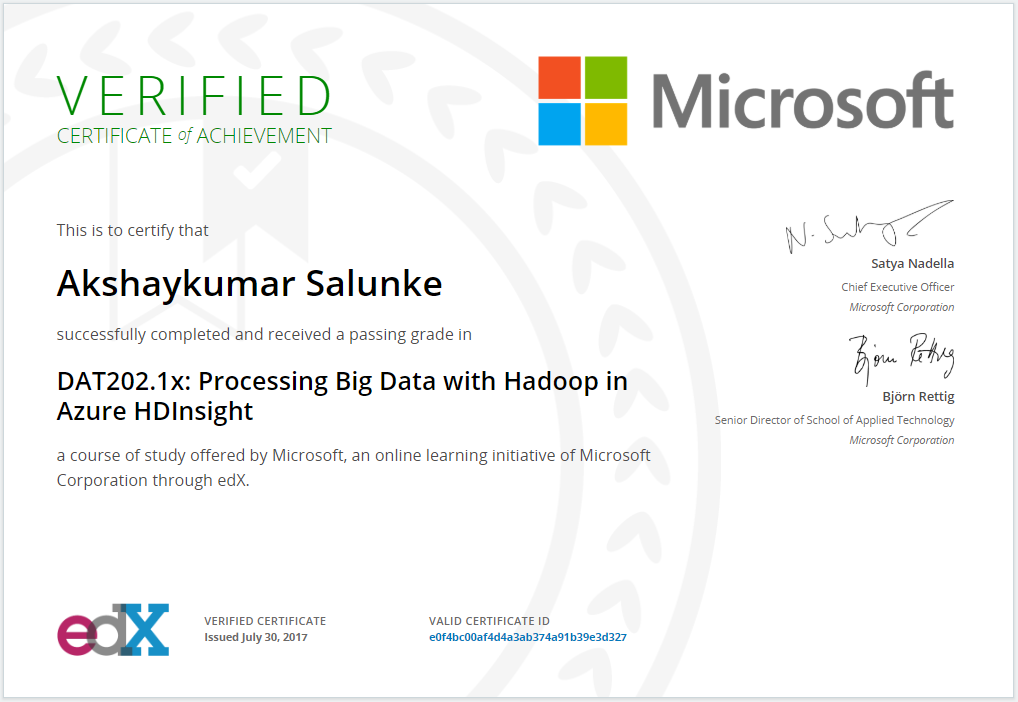 VERIFIED
CERTIFICATE of ACHIEVEMENT
Microsoft
This is to certify that
Akshaykumar Salunke
successfully completed and received a passing grade in
DAT202.1x: Processing Big Data with Hadoop in
Azure HDInsight
a course of study offered by Microsoft, an online learning initiative of Microsoft
Corporation through edX.
N. Satya
Satya Nadella
Chief Executive Officer
Microsoft Corporation
Björn Rettig
Björn Rettig
Senior Director of School of Applied Technology
Microsoft Corporation
edX
VERIFIED CERTIFICATE
Issued July 30, 2017
VALID CERTIFICATE ID
e0f4bc00af4d4a3ab374a91b39e3d327